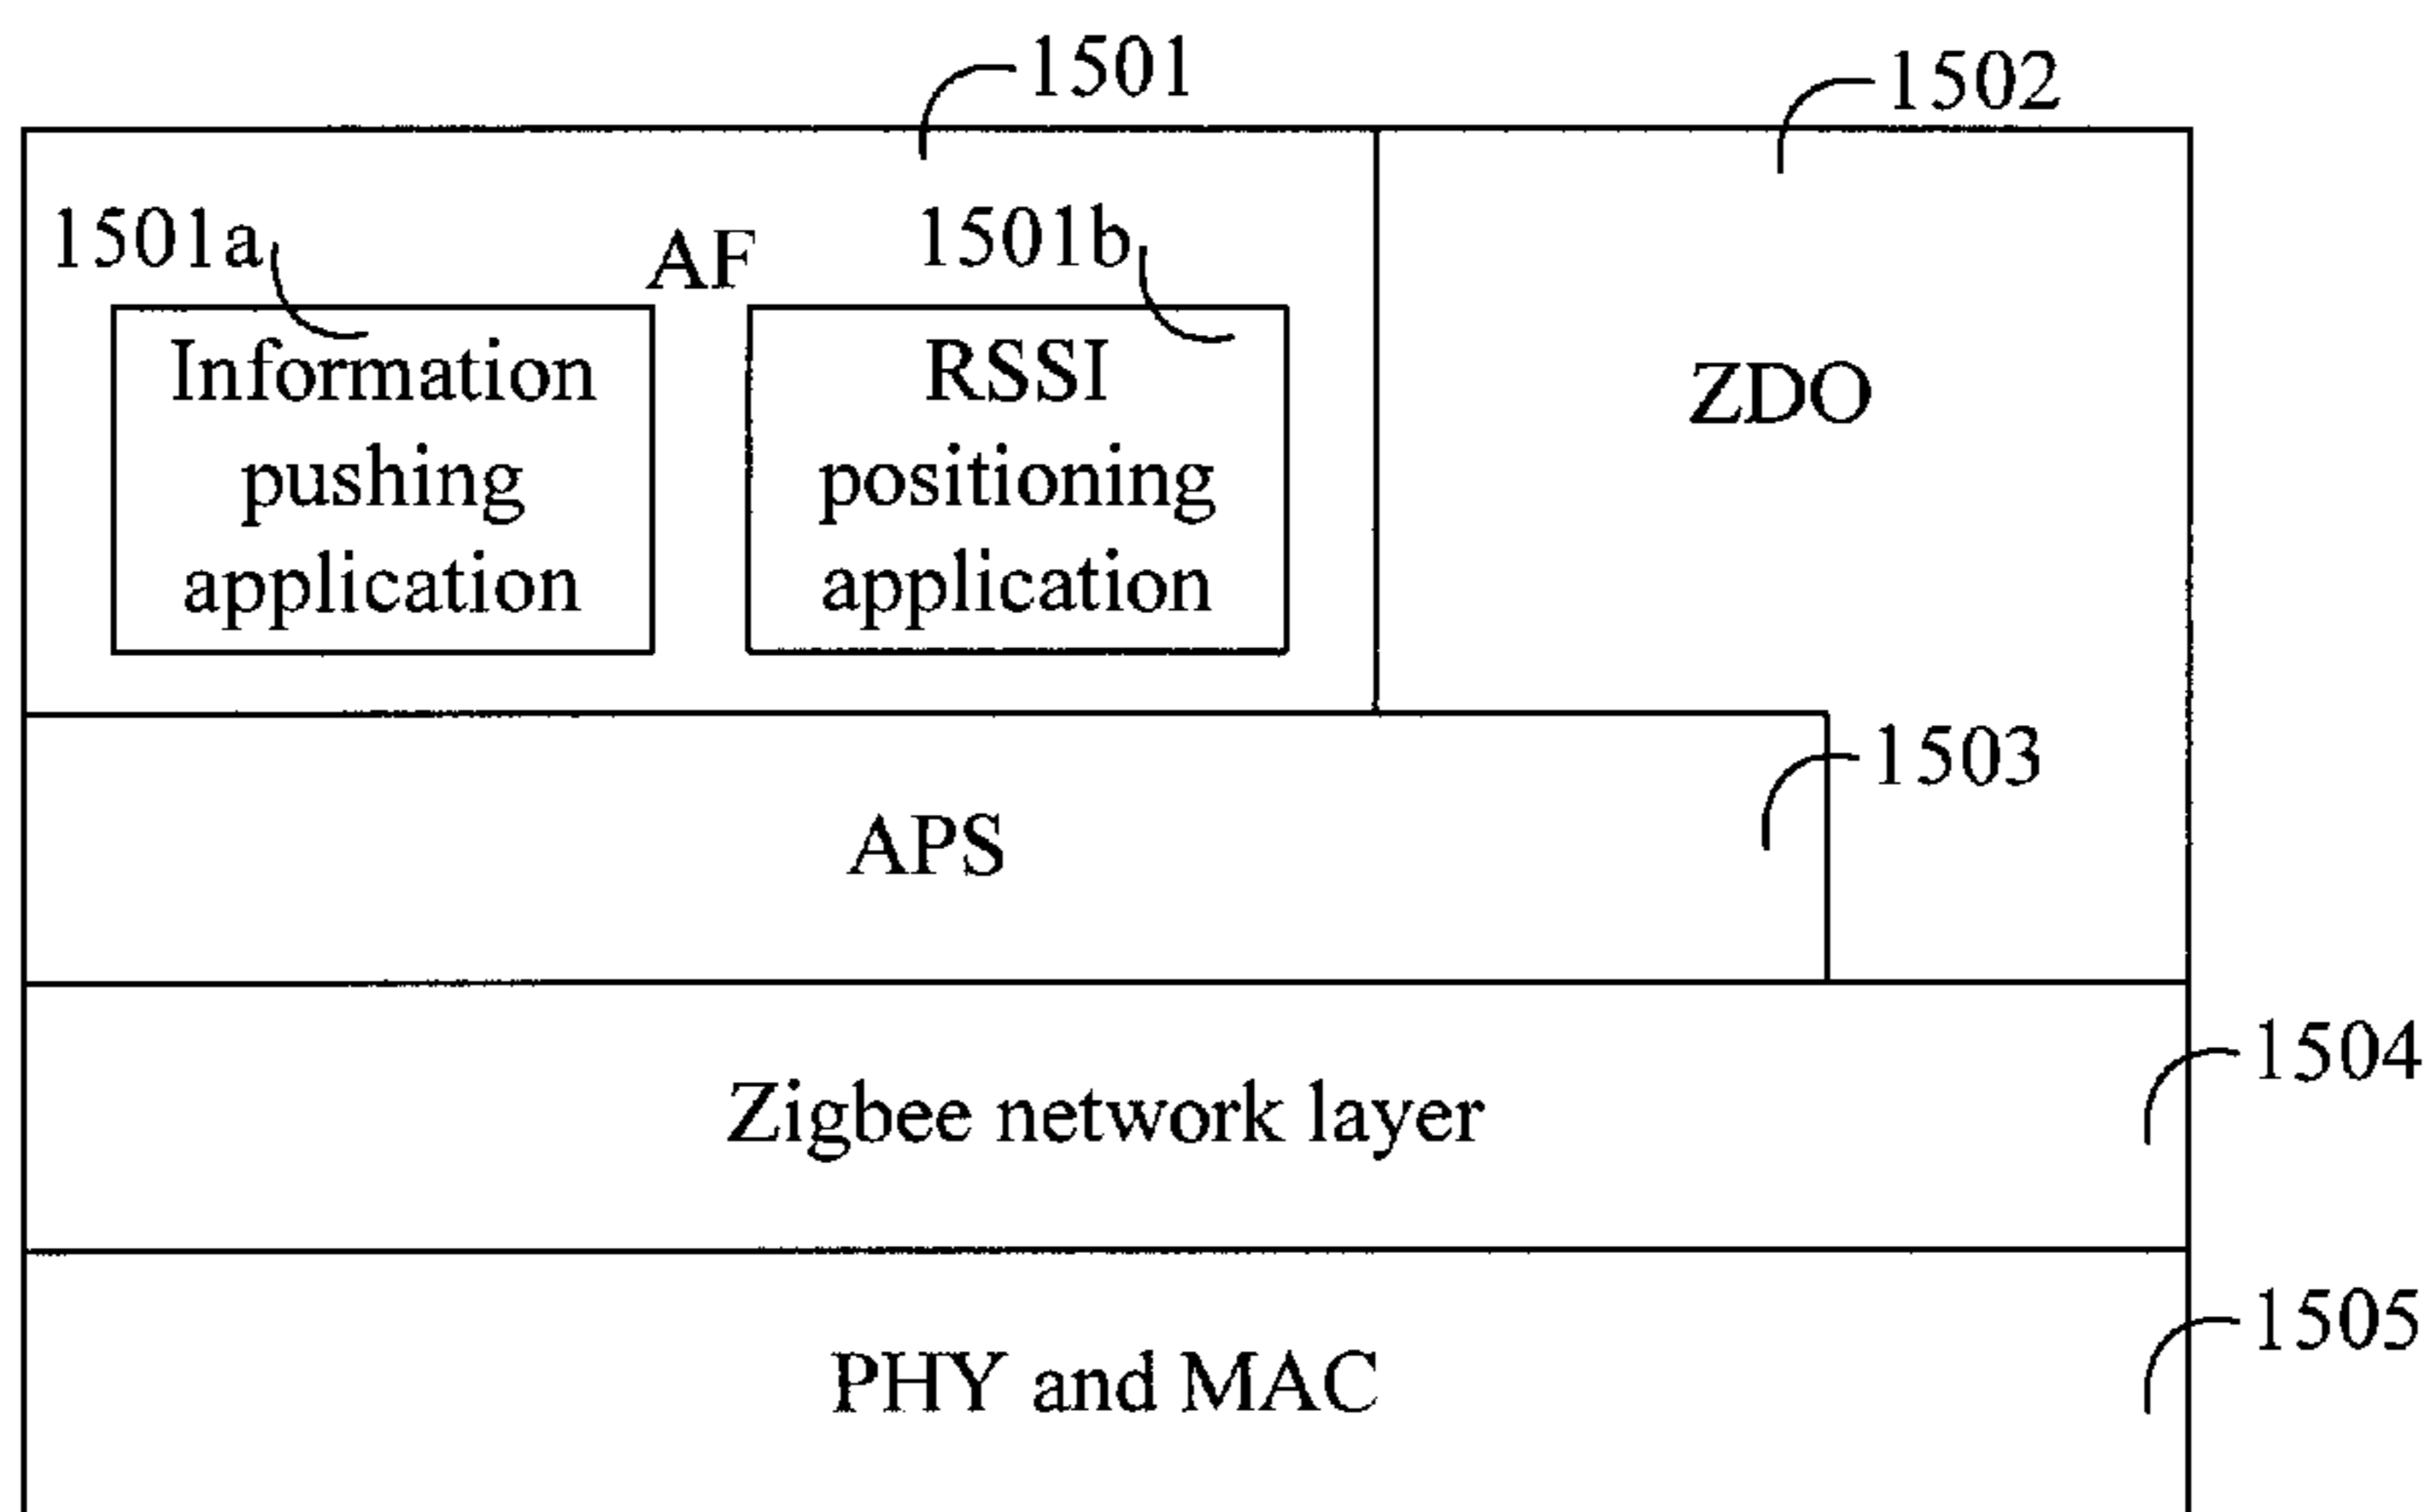 1501
1502
1501a
AF
1501b
Information
pushing
application
RSSI
positioning
application
ZDO
1503
APS
1504
Zigbee network layer
1505
PHY and MAC